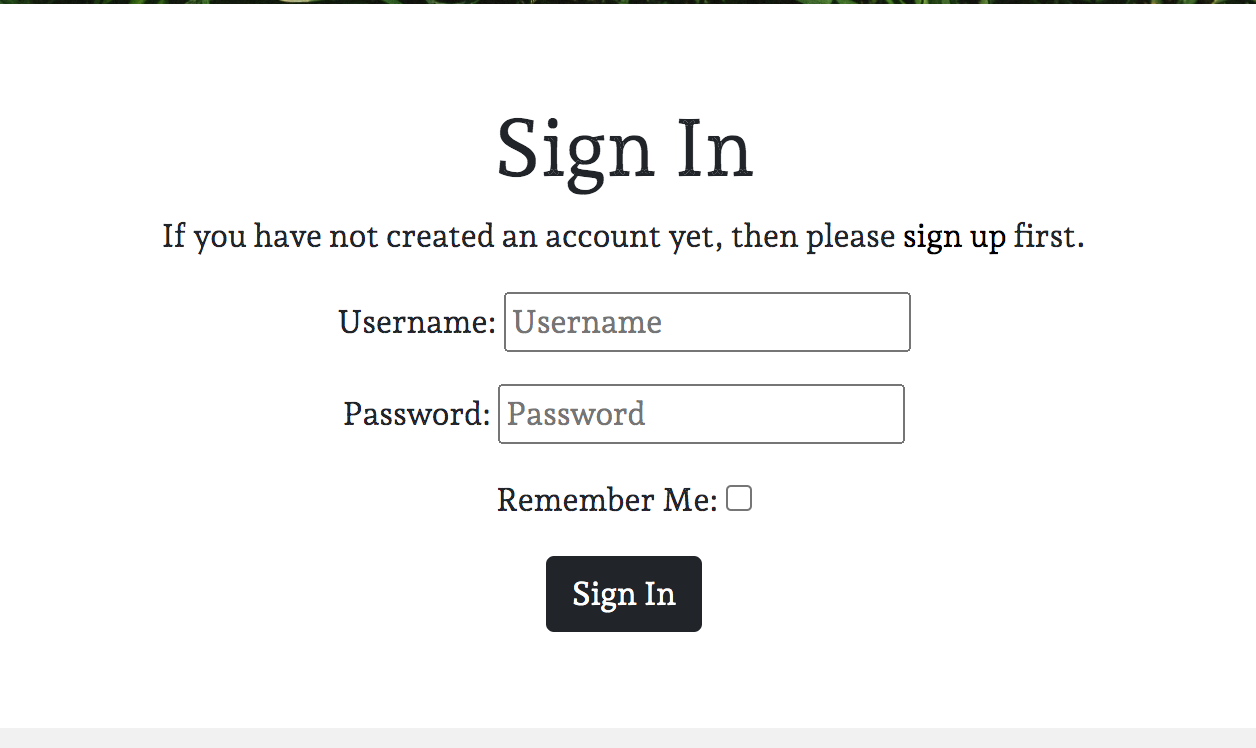 Sign In
If you have not created an account yet, then please sign up first.
Username: Username
Password: Password
Remember Me:
Sign In